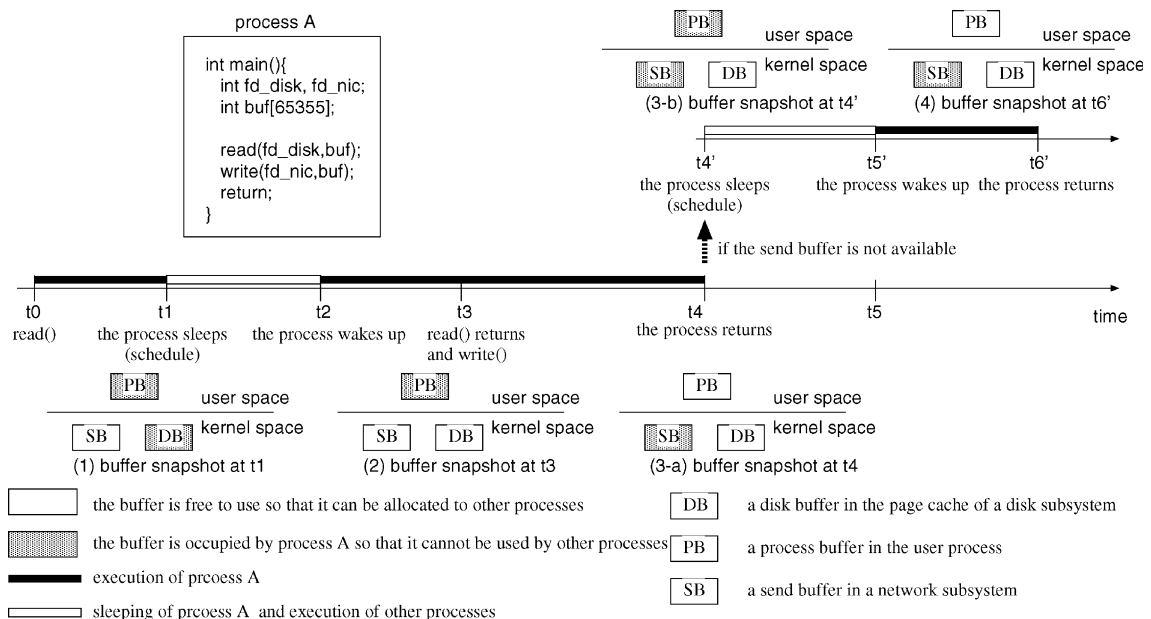 process A
int main(){
int fd_disk, fd_nic;
int buf[65355];
read(fd_disk,buf);
write(fd_nic,buf);
return;
}
PB
user space
kernel space
SB
DB
(3-b) buffer snapshot at t4'
PB
user space
kernel space
SB
DB
(4) buffer snapshot at t6'
t4'
t5'
t6'
the process sleeps
(schedule)
the process wakes up
the process returns
if the send buffer is not available
t0
t1
t2
t3
t4
t5
time
read()
the process sleeps
(schedule)
the process wakes up
read() returns
and write()
the process returns
PB
user space
kernel space
SB
DB
(1) buffer snapshot at t1
PB
user space
kernel space
SB
DB
(2) buffer snapshot at t3
PB
user space
kernel space
SB
DB
(3-a) buffer snapshot at t4
the buffer is free to use so that it can be allocated to other processes
the buffer is occupied by process A so that it cannot be used by other processes
execution of prcoess A
sleeping of prcoess A and execution of other processes
DB
a disk buffer in the page cache of a disk subsystem
PB
a process buffer in the user process
SB
a send buffer in a network subsystem